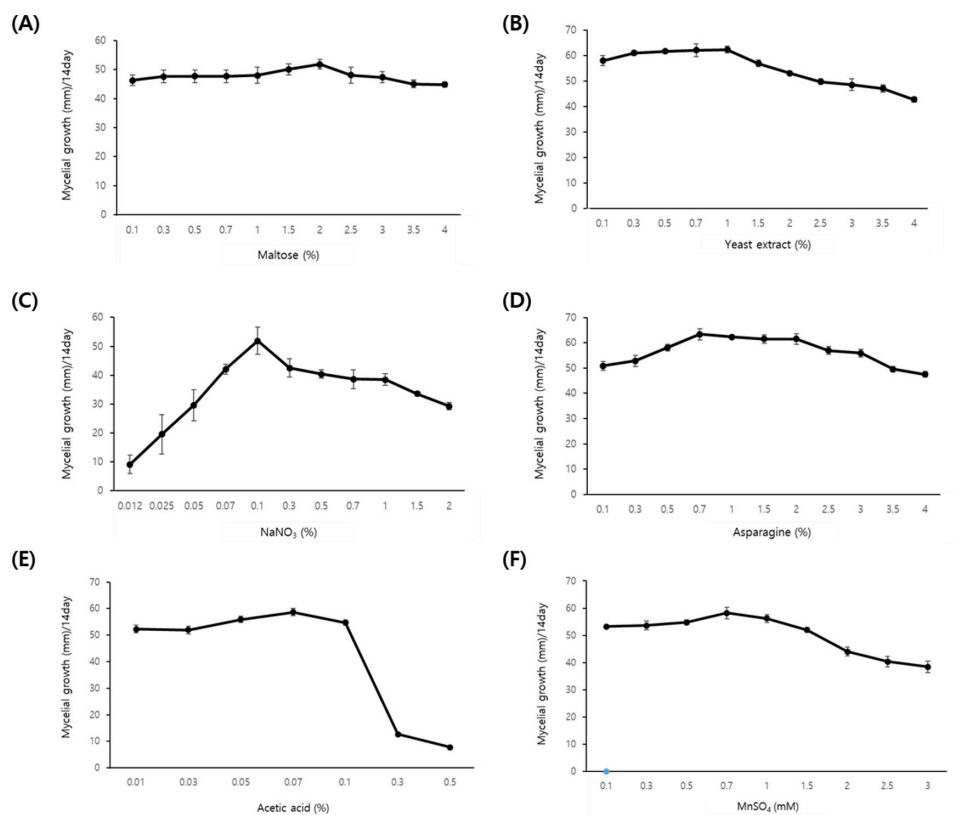 (A)
Mycelial growth (mm)/14day
60
50
40
30
20
10
0
0.1 0.3 0.5 0.7 1 1.5 2 2.5 3 3.5 4
Maltose (%)
(B)
Mycelial growth (mm)/14day
70
60
50
40
30
20
10
0
0.1 0.3 0.5 0.7 1 1.5 2 2.5 3 3.5 4
Yeast extract (%)
(C)
Mycelial growth (mm)/14day
60
50
40
30
20
10
0
0.012 0.025 0.05 0.07 0.1 0.3 0.5 0.7 1 1.5 2
NaNO₃ (%)
(D)
Mycelial growth (mm)/14day
70
60
50
40
30
20
10
0
0.1 0.3 0.5 0.7 1 1.5 2 2.5 3 3.5 4
Asparagine (%)
(E)
Mycelial growth (mm)/14day
70
60
50
40
30
20
10
0
0.01 0.03 0.05 0.07 0.1 0.3 0.5
Acetic acid (%)
(F)
Mycelial growth (mm)/14day
70
60
50
40
30
20
10
0
0.1 0.3 0.5 0.7 1 1.5 2 2.5 3
MnSO₄ (mM)